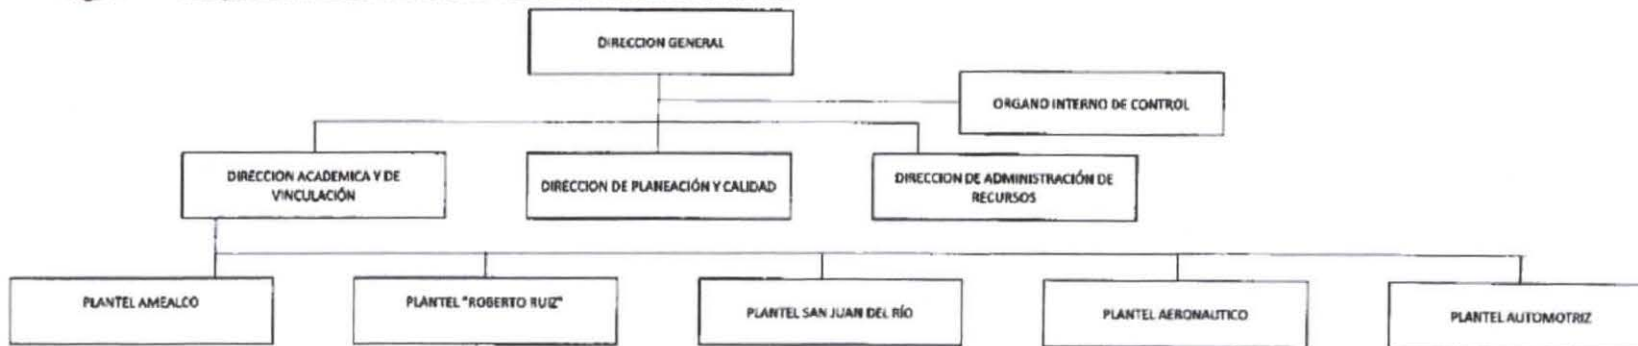 DIRECCION GENERAL
ORGANO INTERNO DE CONTROL
DIRECCION ACADEMICA Y DE
VINCULACIÓN
DIRECCION DE PLANEACIÓN Y CALIDAD
DIRECCION DE ADMINISTRACIÓN DE
RECURSOS
PLANTEL AMEALCO
PLANTEL "ROBERTO RUIZ"
PLANTEL SAN JUAN DEL RÍO
PLANTEL AERONAUTICO
PLANTEL AUTOMOTRIZ